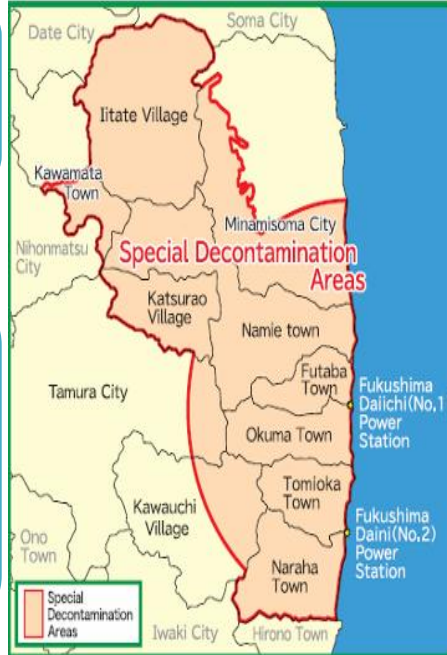 Date City
Soma City
Iitate Village
Kawamata
Town
Minamisoma City
Nihonmatsu
City
Special Decontamination
Areas
Katsurao
Village
Namie town
Futaba
Town
Fukushima
Daiichi(No.1
Power
Station
Tamura City
Okuma Town
Tomioka
Town
Kawauchi
Village
Fukushima
Daini(No.2)
Power
Station
Ono
Town
Naraha
Town
Special
Decontamination
Areas
Iwaki City
Hirono Town